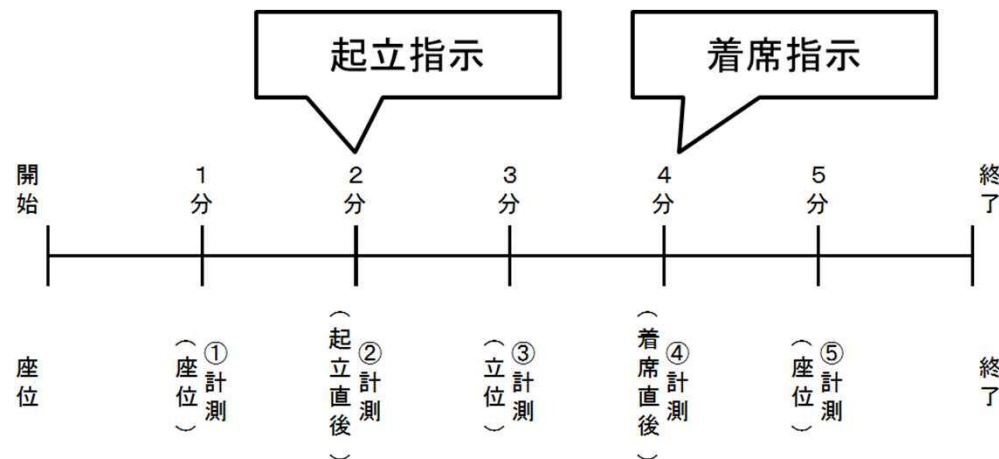 起立指示
着席指示
開始
1分
2分
3分
4分
5分
終了
座位
①計測
(座位)
②計測
(起立直後)
③計測
(立位)
④計測
(着席直後)
⑤計測
(座位)
終了